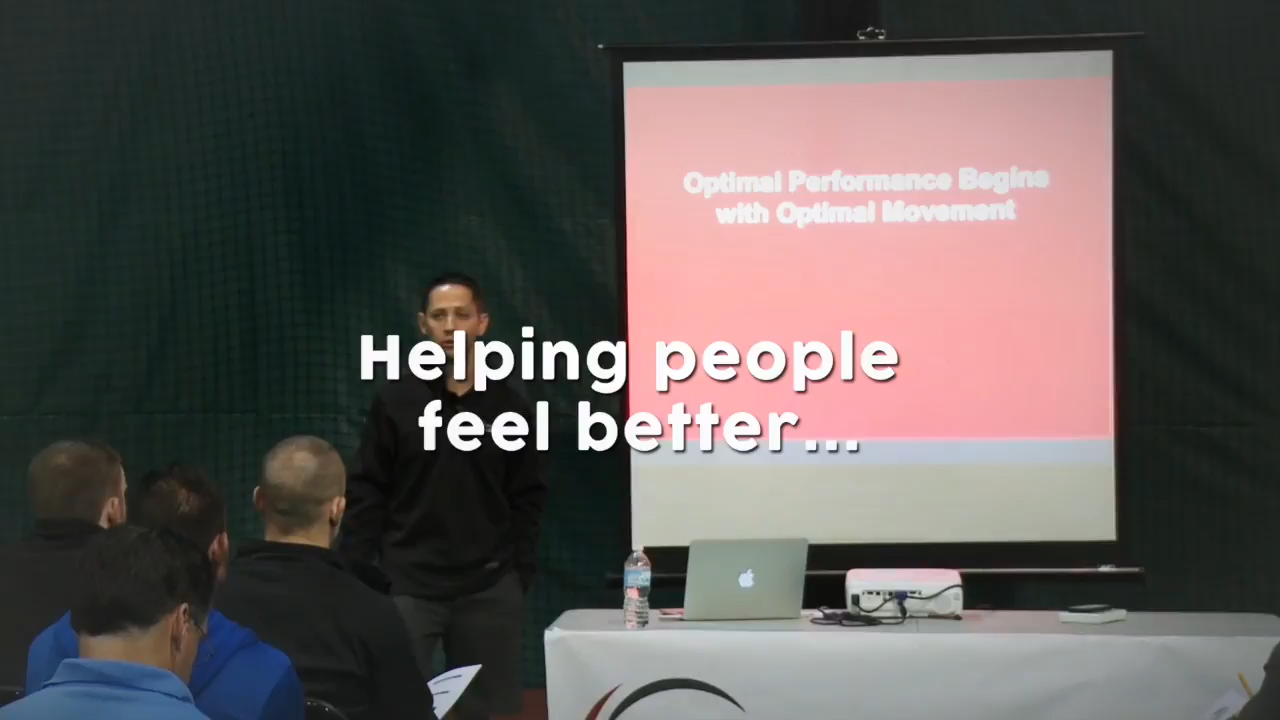 Optimal Performance Begins
with Optimal Movement
Helping people
feel better...